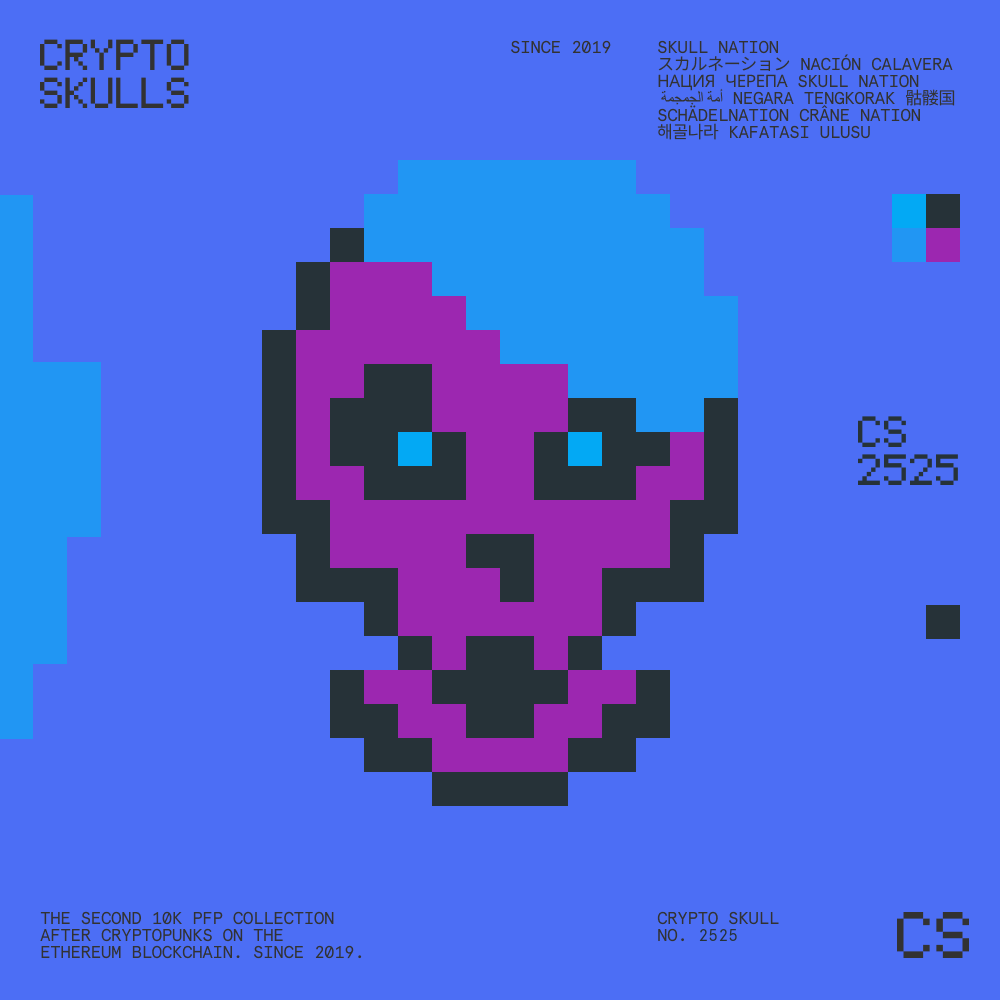 CRYPTO
SKULLS
SINCE 2019
SKULL NATION
スカルネーション NACIÓN CALAVERA
НАЦИЯ ЧЕРЕПА SKULL NATION
أمة الجمجمة NEGARA TENGKORAK 骷髅国
SCHÄDELNATION CRÂNE NATION
해골나라 KAFATASI ULUSU
CS
2525
THE SECOND 10K PFP COLLECTION
AFTER CRYPTOPUNKS ON THE
ETHEREUM BLOCKCHAIN. SINCE 2019.
CRYPTO SKULL
NO. 2525
CS